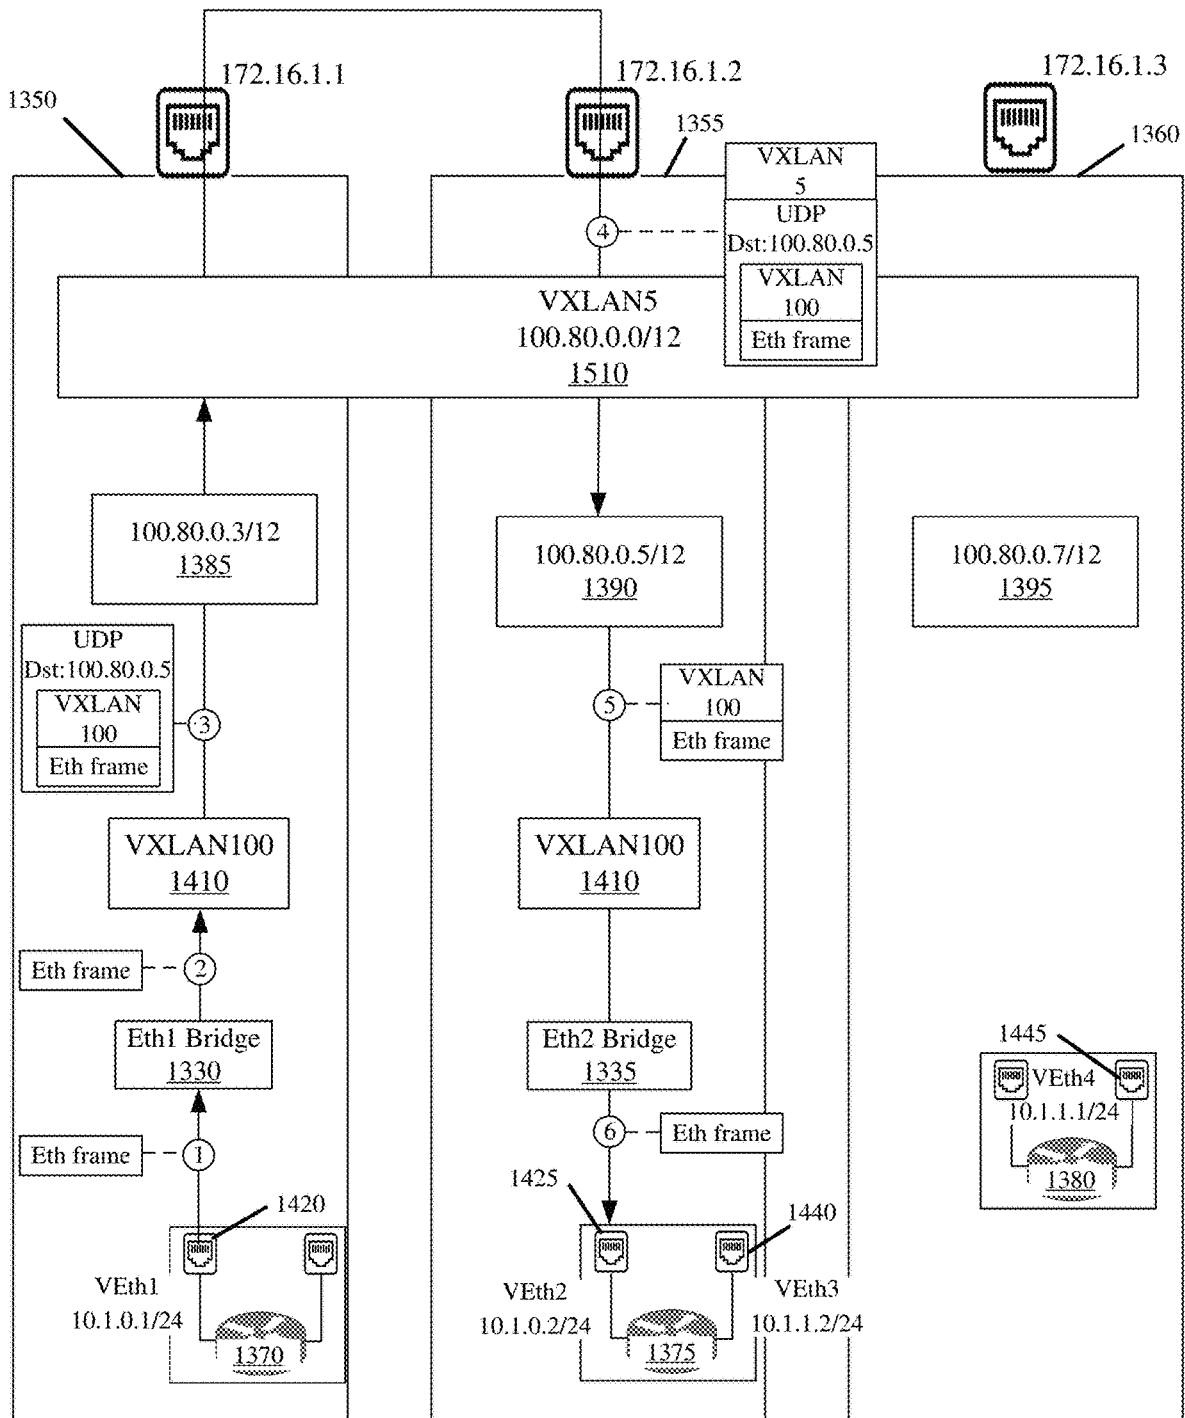 172.16.1.1
172.16.1.2
172.16.1.3
1350
1355
1360
VXLAN
5
UDP
Dst:100.80.0.5
VXLAN
100
Eth frame
4
VXLAN5
100.80.0.0/12
1510
100.80.0.3/12
1385
100.80.0.5/12
1390
100.80.0.7/12
1395
UDP
Dst:100.80.0.5
VXLAN
100
Eth frame
3
5
VXLAN
100
Eth frame
VXLAN100
1410
VXLAN100
1410
Eth frame
2
Eth1 Bridge
1330
Eth2 Bridge
1335
1445
VEth4
10.1.1.1/24
1380
Eth frame
1
6
Eth frame
1420
1425
1440
VEth1
10.1.0.1/24
1370
VEth2
10.1.0.2/24
1375
VEth3
10.1.1.2/24